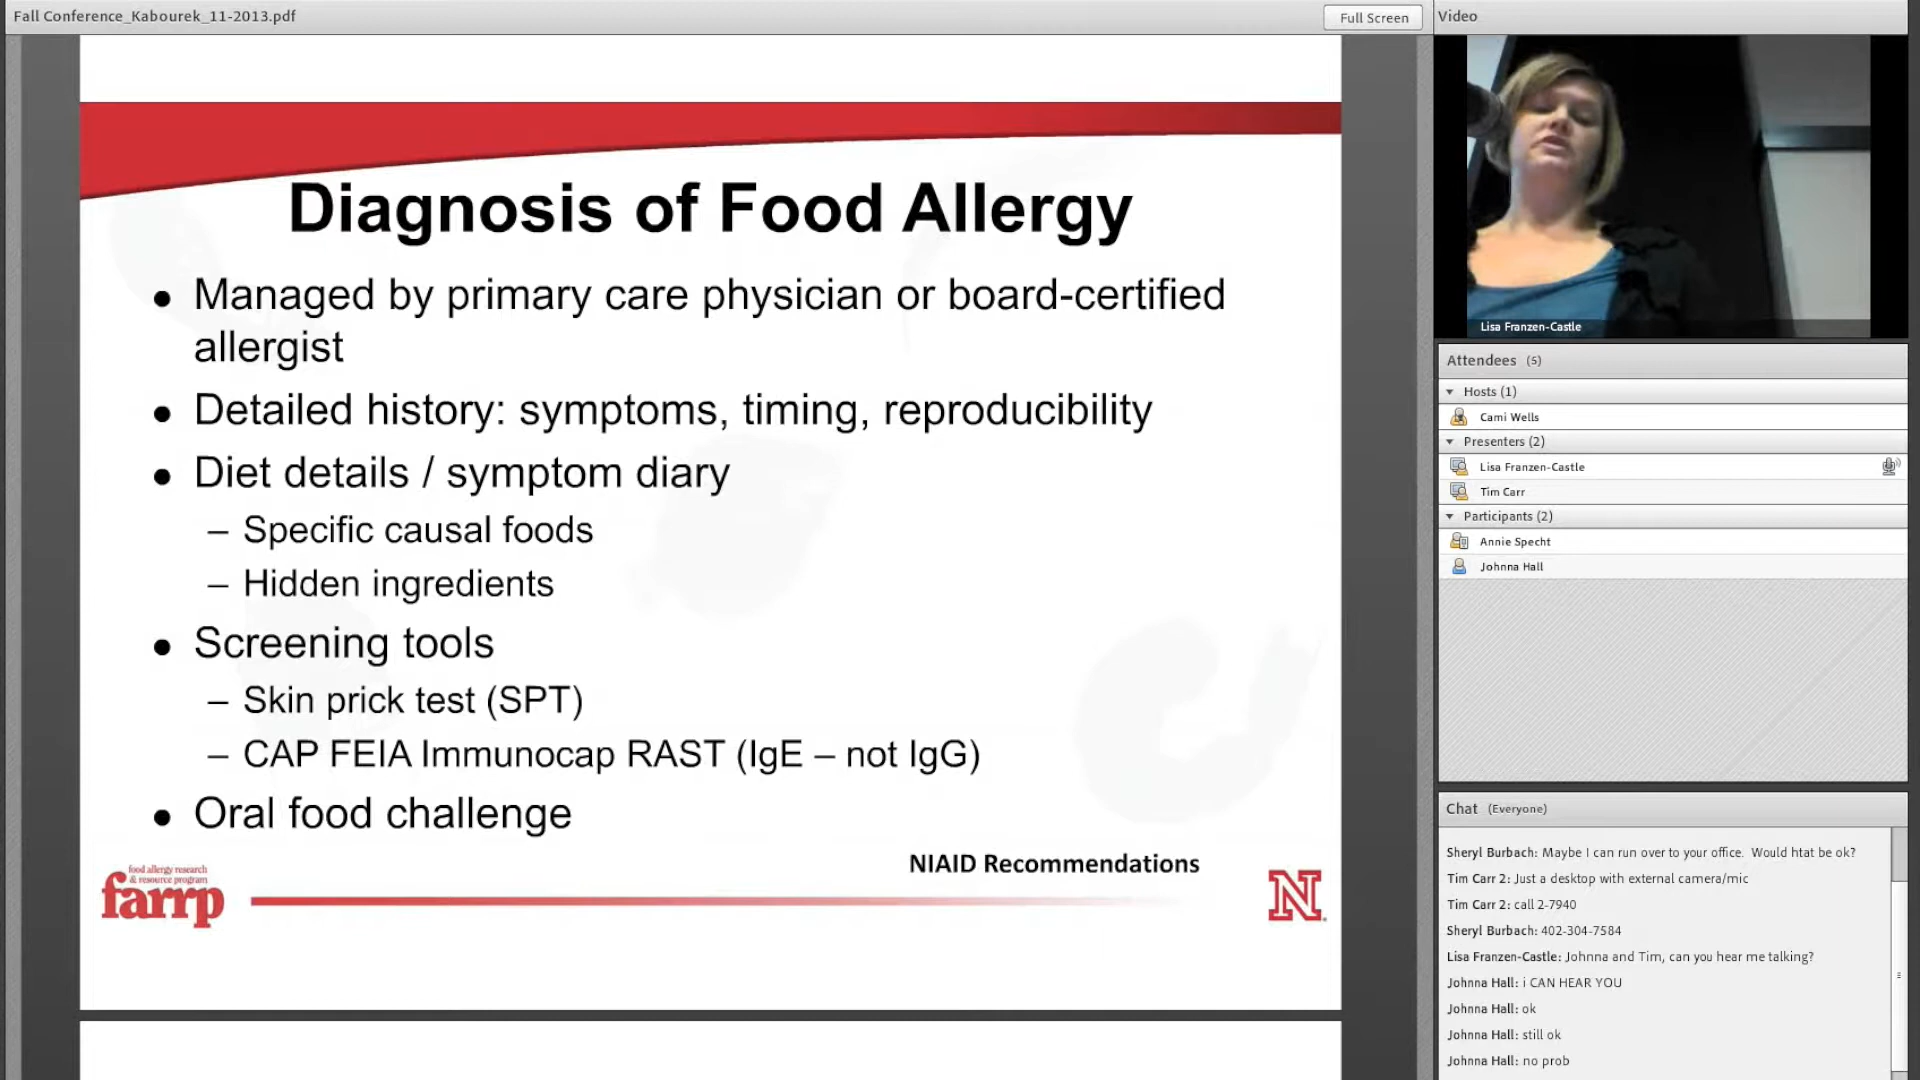 Fall Conference_Kabourek_11-2013.pdf
Full Screen
Diagnosis of Food Allergy
● Managed by primary care physician or board-certified
allergist
● Detailed history: symptoms, timing, reproducibility
● Diet details / symptom diary
– Specific causal foods
– Hidden ingredients
● Screening tools
– Skin prick test (SPT)
– CAP FEIA Immunocap RAST (IgE – not IgG)
● Oral food challenge
NIAID Recommendations
food allergy research
& resource program
farrp
N
Video
Lisa Franzen-Castle
Attendees (5)
Hosts (1)
Cami Wells
Presenters (2)
Lisa Franzen-Castle
Tim Carr
Participants (2)
Annie Specht
Johnna Hall
Chat (Everyone)
Sheryl Burbach: Maybe I can run over to your office. Would htat be ok?
Tim Carr 2: Just a desktop with external camera/mic
Tim Carr 2: call 2-7940
Sheryl Burbach: 402-304-7584
Lisa Franzen-Castle: Johnna and Tim, can you hear me talking?
Johnna Hall: i CAN HEAR YOU
Johnna Hall: ok
Johnna Hall: still ok
Johnna Hall: no prob